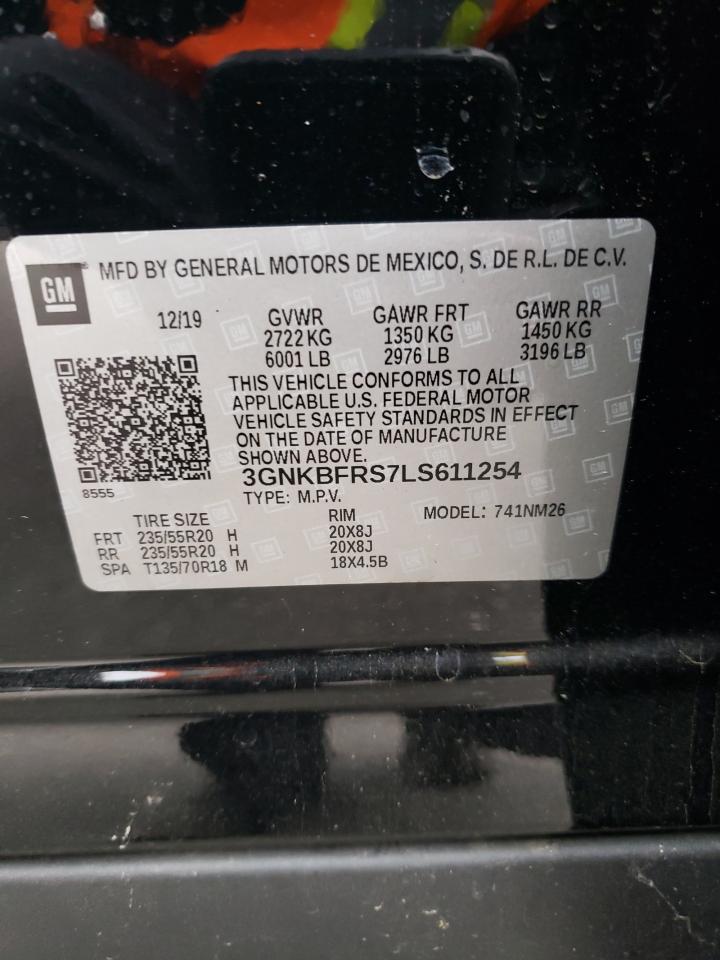 GM ® MFD BY GENERAL MOTORS DE MEXICO, S. DE R.L. DE C.V.
12/19 GVWR GAWR FRT GAWR RR
2722 KG 1350 KG 1450 KG
6001 LB 2976 LB 3196 LB
THIS VEHICLE CONFORMS TO ALL
APPLICABLE U.S. FEDERAL MOTOR
VEHICLE SAFETY STANDARDS IN EFFECT
ON THE DATE OF MANUFACTURE
SHOWN ABOVE.
3GNKBFRS7LS611254
8555
TYPE: M.P.V.
TIRE SIZE RIM MODEL: 741NM26
FRT 235/55R20 H 20X8J
RR 235/55R20 H 20X8J
SPA T135/70R18 M 18X4.5B